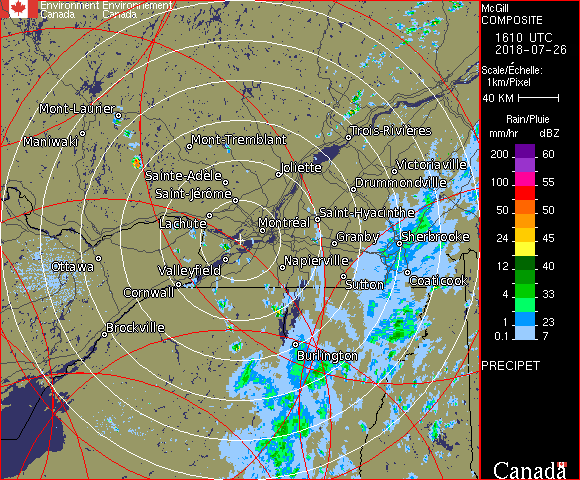 Environment Environnement
Canada Canada
McGill
COMPOSITE
1610 UTC
2018-07-26
Scale/Échelle:
1km/Pixel
40 KM
Rain/Pluie
mm/hr dBZ
200 60
100 55
50 50
24 45
12 40
4 33
1 23
0.1 7
PRECIPET
Canada
Mont-Laurier
Maniwaki
Mont-Tremblant
Trois-Rivières
Sainte-Adèle
Joliette
Victoriaville
Saint-Jérôme
Drummondville
Lachute
Montréal
Saint-Hyacinthe
Granby
Sherbrooke
Ottawa
Valleyfield
Napierville
Cornwall
Sutton
Coaticook
Brockville
Burlington